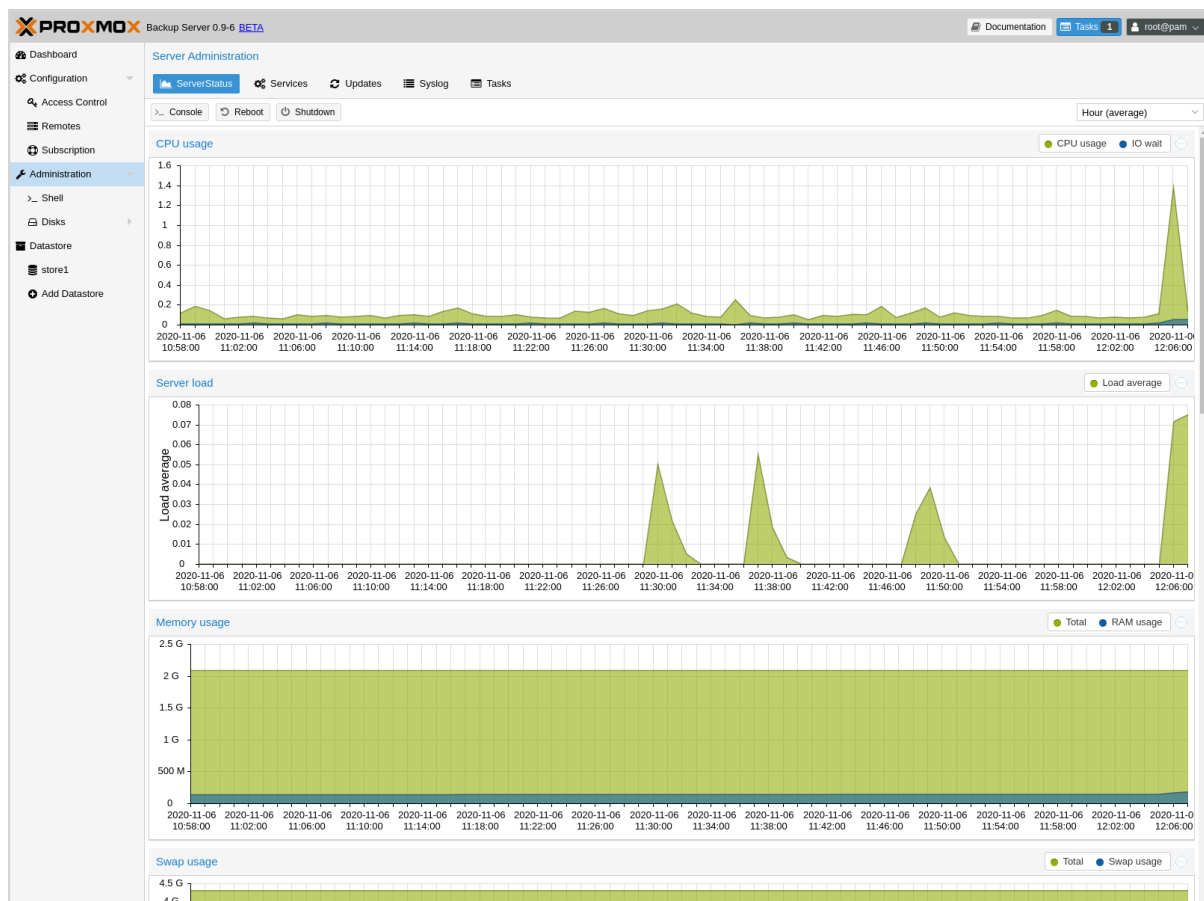 PROXMOX Backup Server 0.9-6 BETA Documentation Tasks 1 root@pam
Dashboard
Configuration
Access Control
Remotes
Subscription
Administration
Shell
Disks
Datastore
store1
Add Datastore
Server Administration
ServerStatus Services Updates Syslog Tasks
>_ Console Reboot Shutdown Hour (average)
CPU usage CPU usage IO wait
1.6
1.4
1.2
1
0.8
0.6
0.4
0.2
0
2020-11-06 2020-11-06 2020-11-06 2020-11-06 2020-11-06 2020-11-06 2020-11-06 2020-11-06 2020-11-06 2020-11-06 2020-11-06 2020-11-06 2020-11-06 2020-11-06 2020-11-06 2020-11-06 2020-11-06 2020-11-0
10:58:00 11:02:00 11:06:00 11:10:00 11:14:00 11:18:00 11:22:00 11:26:00 11:30:00 11:34:00 11:38:00 11:42:00 11:46:00 11:50:00 11:54:00 11:58:00 12:02:00 12:06:00
Server load Load average
Load average
0.08
0.07
0.06
0.05
0.04
0.03
0.02
0.01
0
2020-11-06 2020-11-06 2020-11-06 2020-11-06 2020-11-06 2020-11-06 2020-11-06 2020-11-06 2020-11-06 2020-11-06 2020-11-06 2020-11-06 2020-11-06 2020-11-06 2020-11-06 2020-11-06 2020-11-06 2020-11-0
10:58:00 11:02:00 11:06:00 11:10:00 11:14:00 11:18:00 11:22:00 11:26:00 11:30:00 11:34:00 11:38:00 11:42:00 11:46:00 11:50:00 11:54:00 11:58:00 12:02:00 12:06:00
Memory usage Total RAM usage
2.5 G
2 G
1.5 G
1 G
500 M
0
2020-11-06 2020-11-06 2020-11-06 2020-11-06 2020-11-06 2020-11-06 2020-11-06 2020-11-06 2020-11-06 2020-11-06 2020-11-06 2020-11-06 2020-11-06 2020-11-06 2020-11-06 2020-11-06 2020-11-06 2020-11-0
10:58:00 11:02:00 11:06:00 11:10:00 11:14:00 11:18:00 11:22:00 11:26:00 11:30:00 11:34:00 11:38:00 11:42:00 11:46:00 11:50:00 11:54:00 11:58:00 12:02:00 12:06:00
Swap usage Total Swap usage
4.5 G
4 G